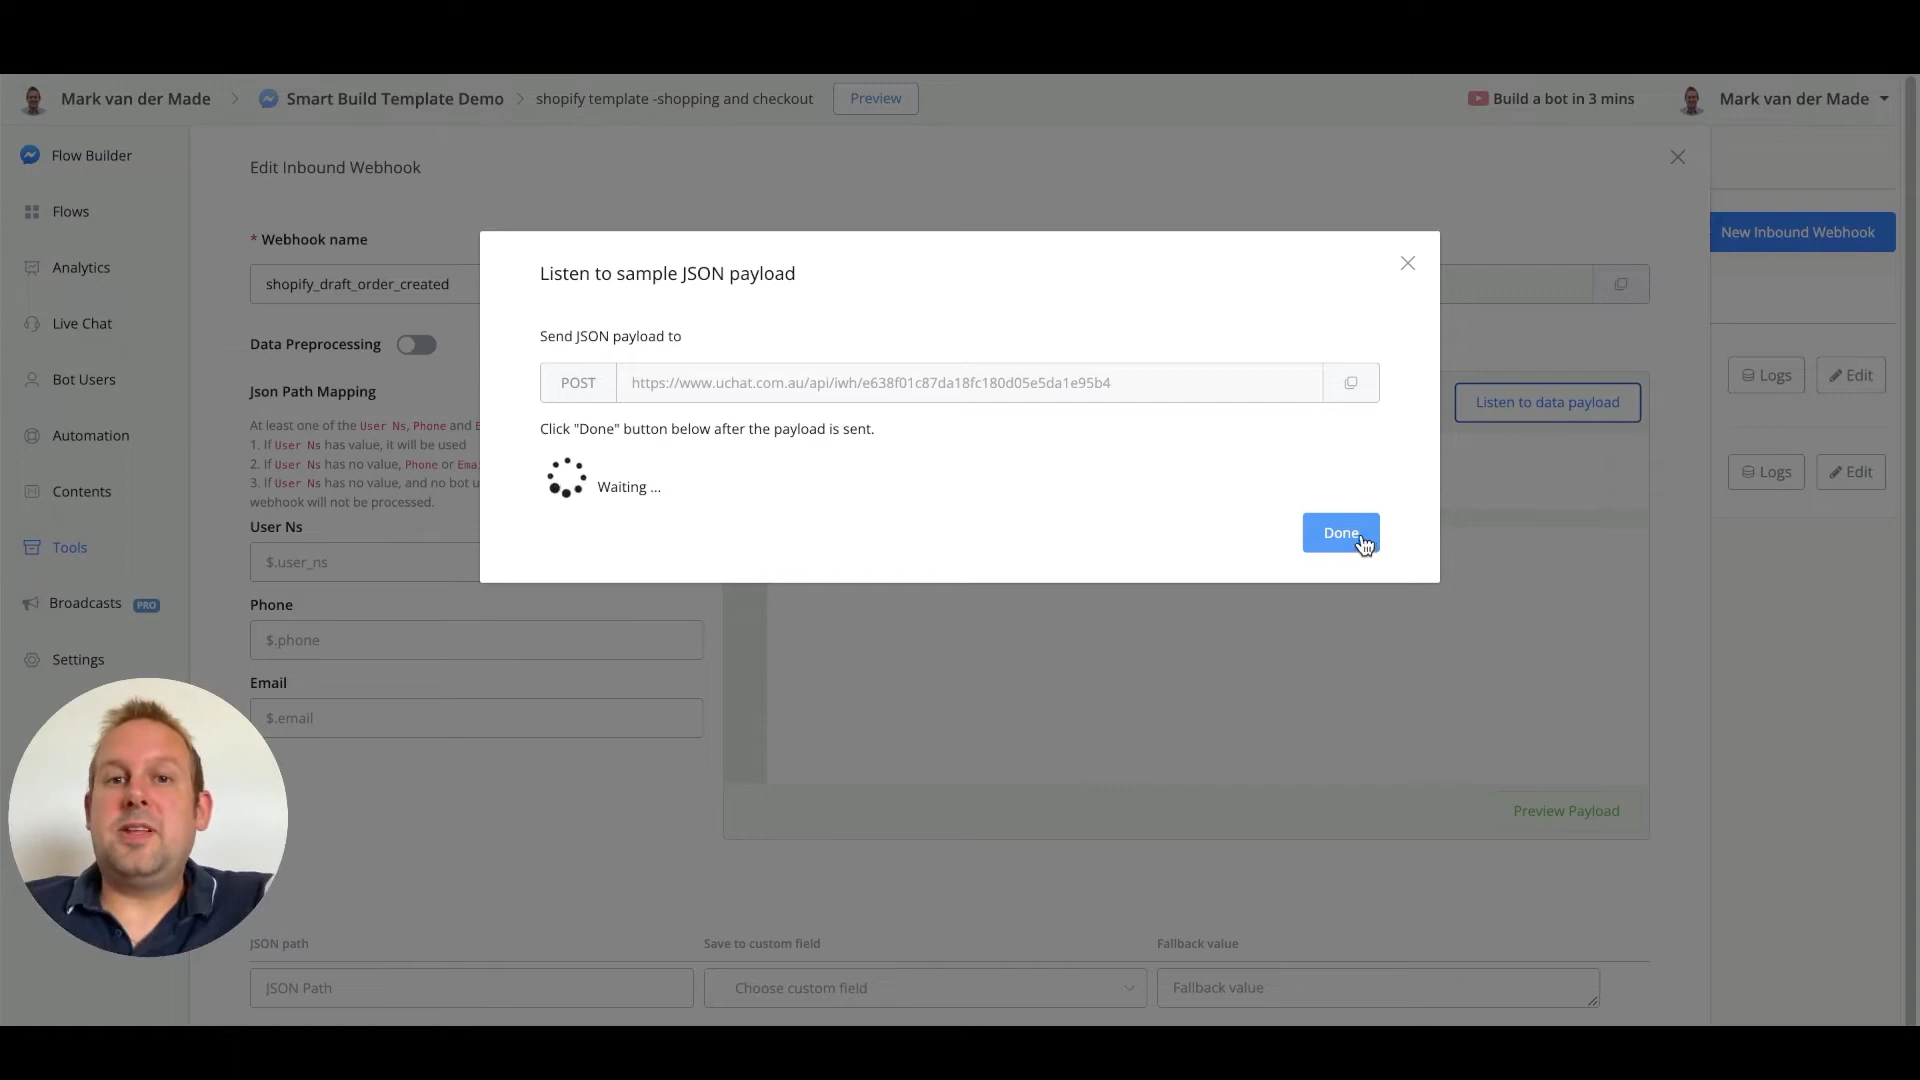 Mark van der Made
Smart Build Template Demo
shopify template -shopping and checkout
Preview
Build a bot in 3 mins
Mark van der Made
Flow Builder
Flows
Analytics
Live Chat
Bot Users
Automation
Contents
Tools
Broadcasts PRO
Settings
Edit Inbound Webhook
New Inbound Webhook
* Webhook name
shopify_draft_order_created
Data Preprocessing
Json Path Mapping
At least one of the User Ns, Phone and
1. If User Ns has value, it will be used
2. If User Ns has no value, Phone or
3. If User Ns has no value, and no bot
webhook will not be processed.
User Ns
$.user_ns
Phone
$.phone
Email
$.email
Listen to sample JSON payload
Send JSON payload to
POST https://www.uchat.com.au/api/iwh/e638f01c87da18fc180d05e5da1e95b4
Click "Done" button below after the payload is sent.
Waiting ...
Done
Listen to data payload
Logs Edit
Logs Edit
Preview Payload
JSON path Save to custom field Fallback value
JSON Path Choose custom field Fallback value